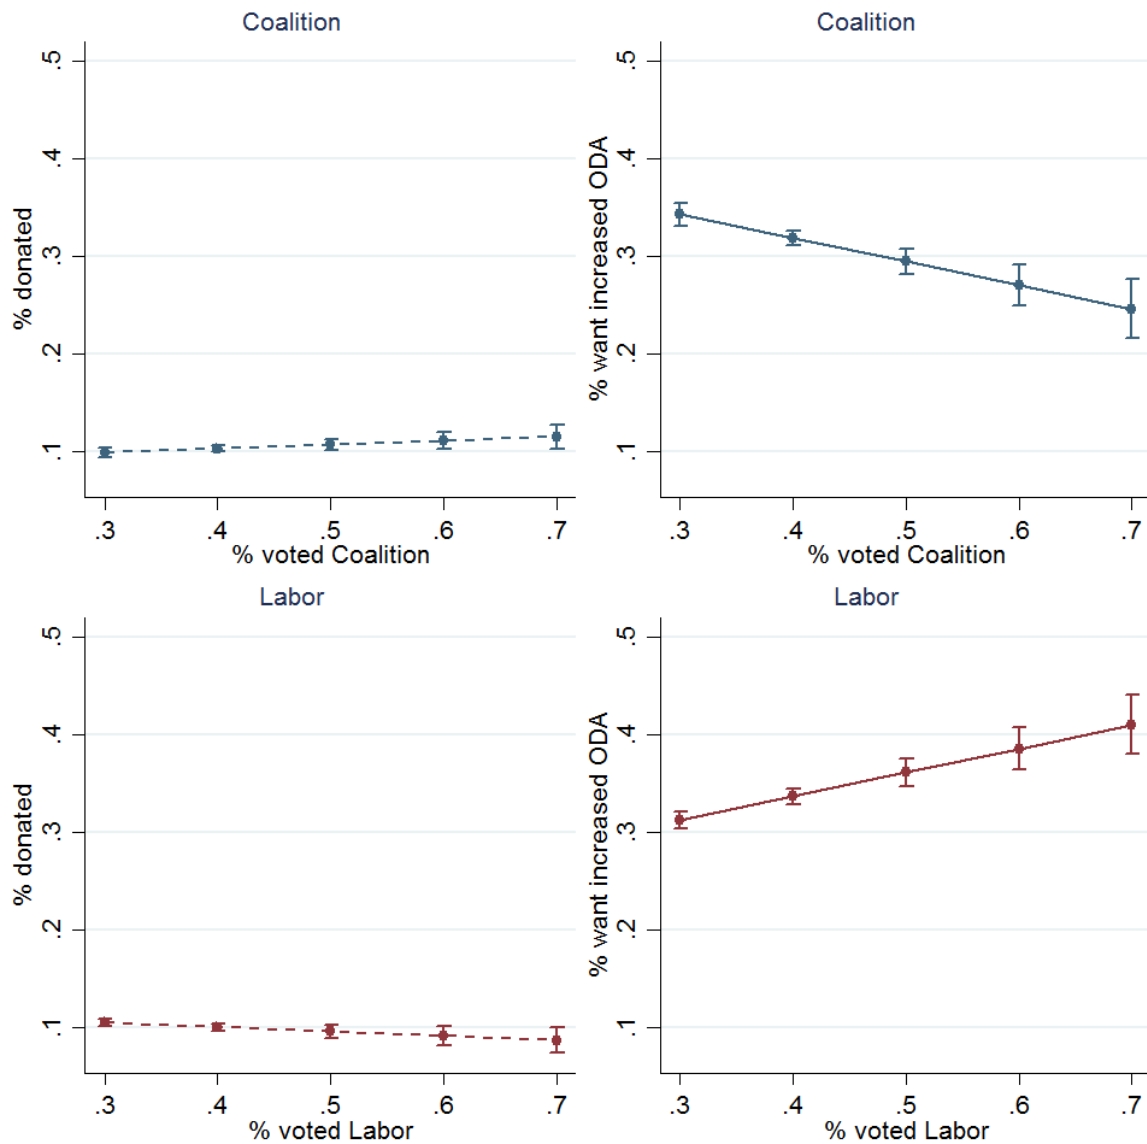 Coalition
% donated
.5
.4
.3
.2
.1
.3 .4 .5 .6 .7
% voted Coalition
Coalition
% want increased ODA
.5
.4
.3
.2
.1
.3 .4 .5 .6 .7
% voted Coalition
Labor
% donated
.5
.4
.3
.2
.1
.3 .4 .5 .6 .7
% voted Labor
Labor
% want increased ODA
.5
.4
.3
.2
.1
.3 .4 .5 .6 .7
% voted Labor